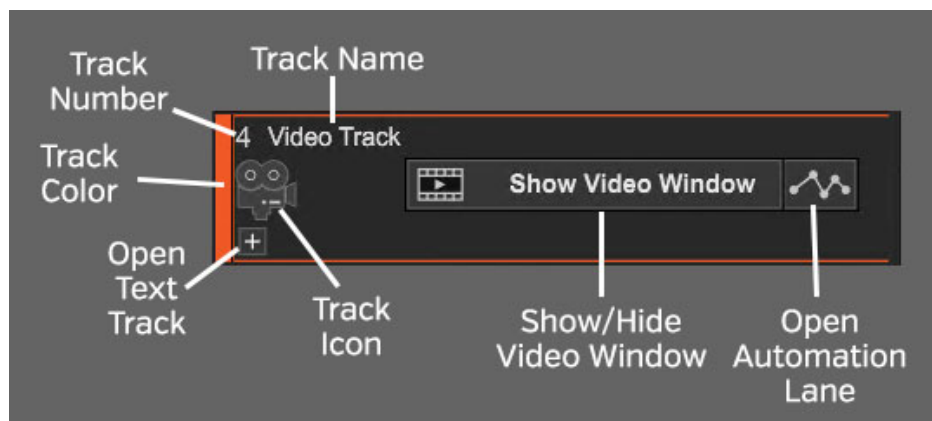 Track
Number
Track Name
4 Video Track
Track
Color
Show Video Window
Open
Text
Track
Track
Icon
Show/Hide
Video Window
Open
Automation
Lane